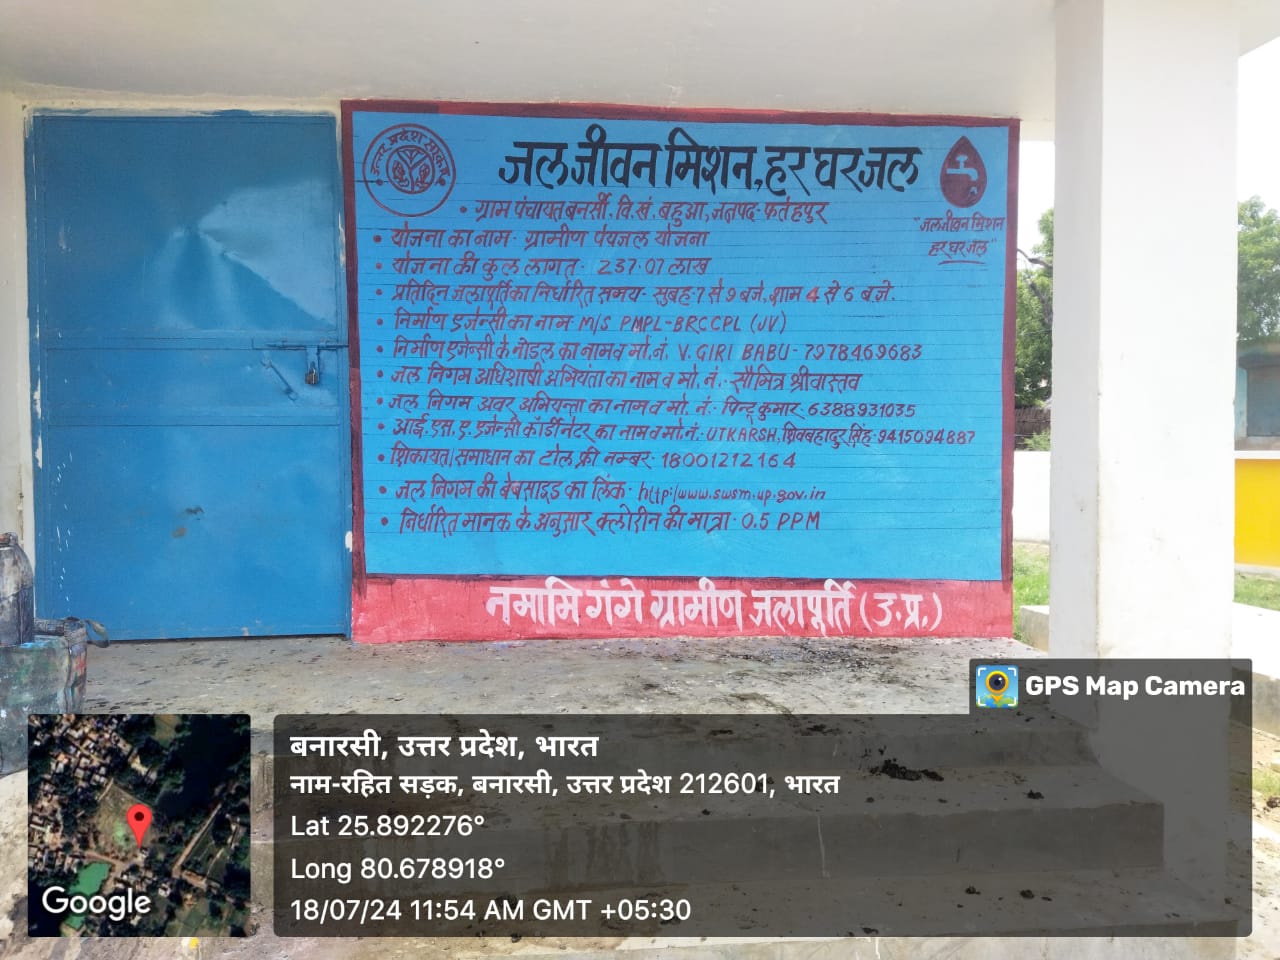 उत्तर प्रदेश सरकार
जल जीवन मिशन, हर घर जल
• ग्राम पंचायत बनर्सी, वि.खं. बहुआ, जनपद- फतेहपुर
"जल जीवन मिशन
हर घर जल"
• योजना का नाम- ग्रामीण पेयजल योजना
• योजना की कुल लागत- 237.07 लाख
• प्रतिदिन जलापूर्ति का निर्धारित समय- सुबह 7 से 9 बजे, शाम 4 से 6 बजे.
• निर्माण एजेन्सी का नाम- M/S PMPL-BRCCPL (JV)
• निर्माण एजेन्सी के नोडल का नाम व मो.नं. V. GIRI BABU- 7978469683
• जल निगम अधिशाषी अभियंता का नाम व मो. नं.- सौमित्र श्रीवास्तव
• जल निगम अवर अभियन्ता का नाम व मो. नं.- पिन्टू कुमार- 6388931035
• आई.एस.ए. एजेन्सी कॉर्डीनेटर का नाम व मो.नं.- UTKARSH, शिवबहादुर सिंह- 9415094887
• शिकायत/समाधान का टोल फ्री नम्बर- 18001212164
• जल निगम की बेबसाइड का लिंक- http:/www.swsm.up.gov.in
• निर्धारित मानक के अनुसार क्लोरीन की मात्रा- 0.5 PPM
नमामि गंगे ग्रामीण जलापूर्ति (उ.प्र.)
GPS Map Camera
बनारसी, उत्तर प्रदेश, भारत
नाम-रहित सड़क, बनारसी, उत्तर प्रदेश 212601, भारत
Lat 25.892276°
Long 80.678918°
18/07/24 11:54 AM GMT +05:30
Google